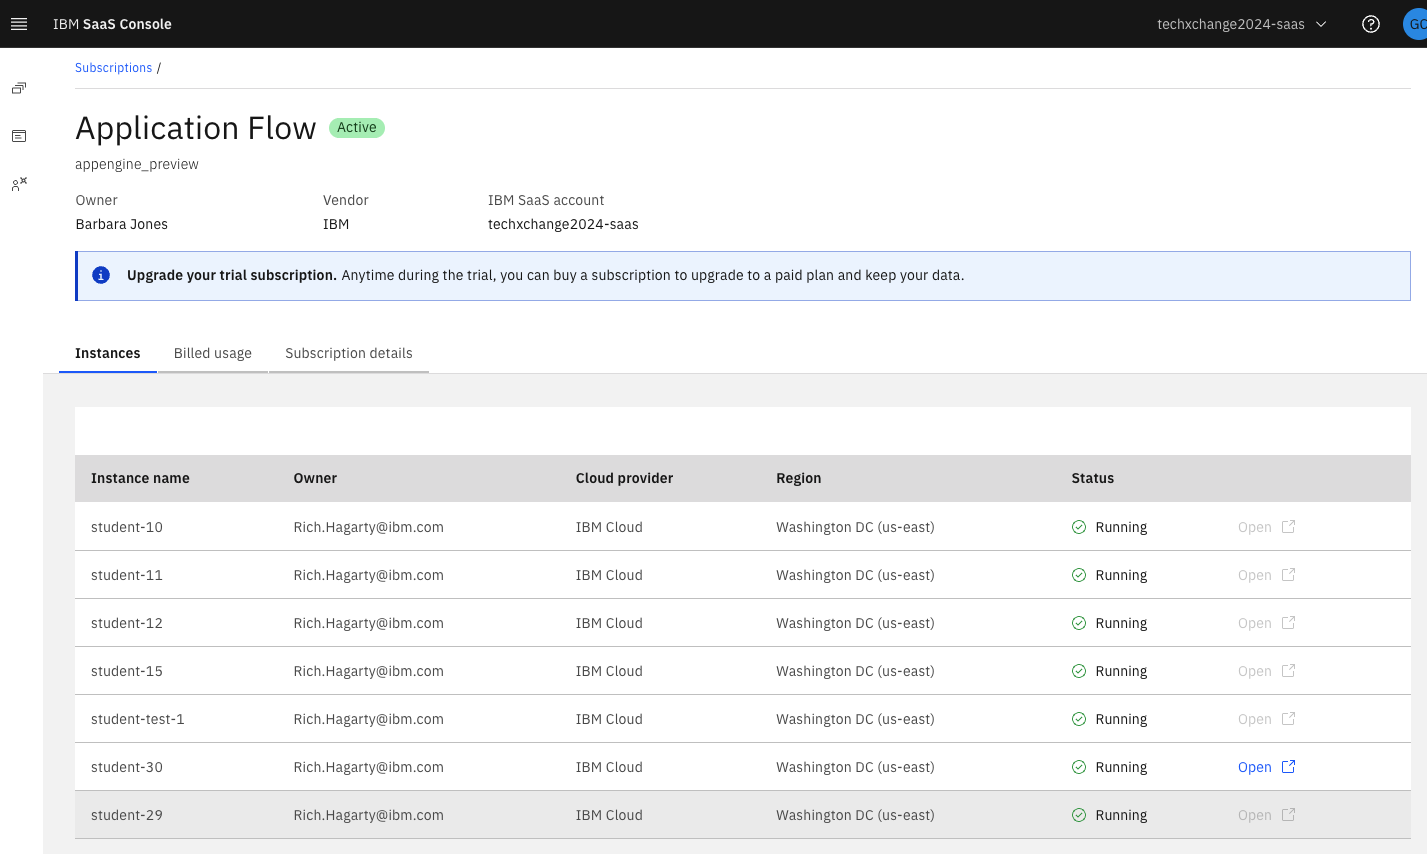 IBM SaaS Console techxchange2024-saas GC
Subscriptions /
Application Flow Active
appengine_preview
Owner Vendor IBM SaaS account
Barbara Jones IBM techxchange2024-saas
Upgrade your trial subscription. Anytime during the trial, you can buy a subscription to upgrade to a paid plan and keep your data.
Instances Billed usage Subscription details
Instance name Owner Cloud provider Region Status
student-10 Rich.Hagarty@ibm.com IBM Cloud Washington DC (us-east) Running Open
student-11 Rich.Hagarty@ibm.com IBM Cloud Washington DC (us-east) Running Open
student-12 Rich.Hagarty@ibm.com IBM Cloud Washington DC (us-east) Running Open
student-15 Rich.Hagarty@ibm.com IBM Cloud Washington DC (us-east) Running Open
student-test-1 Rich.Hagarty@ibm.com IBM Cloud Washington DC (us-east) Running Open
student-30 Rich.Hagarty@ibm.com IBM Cloud Washington DC (us-east) Running Open
student-29 Rich.Hagarty@ibm.com IBM Cloud Washington DC (us-east) Running Open